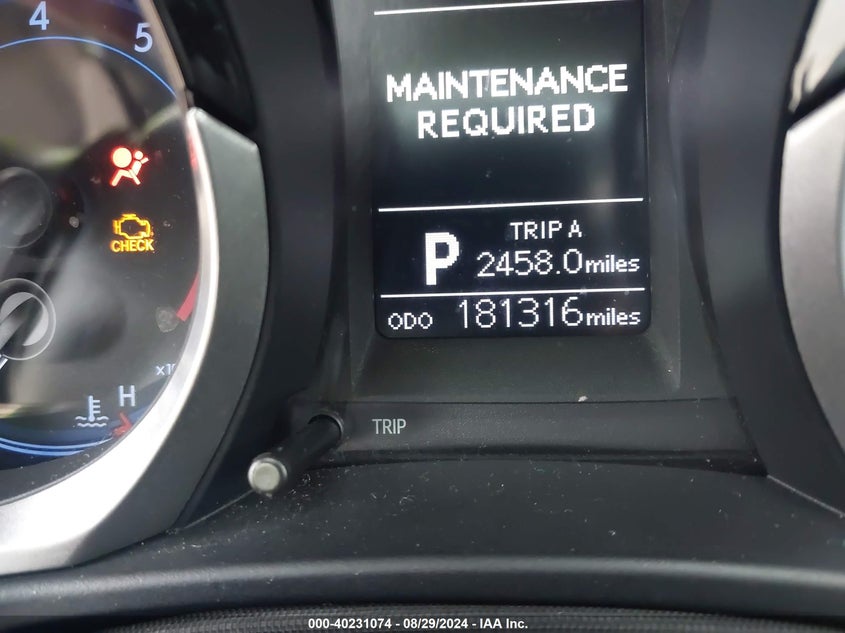 4
5
MAINTENANCE
REQUIRED
CHECK
P
TRIP A
2458.0miles
ODO 181316miles
H
TRIP
000-40231074 - 08/29/2024 - IAA Inc.